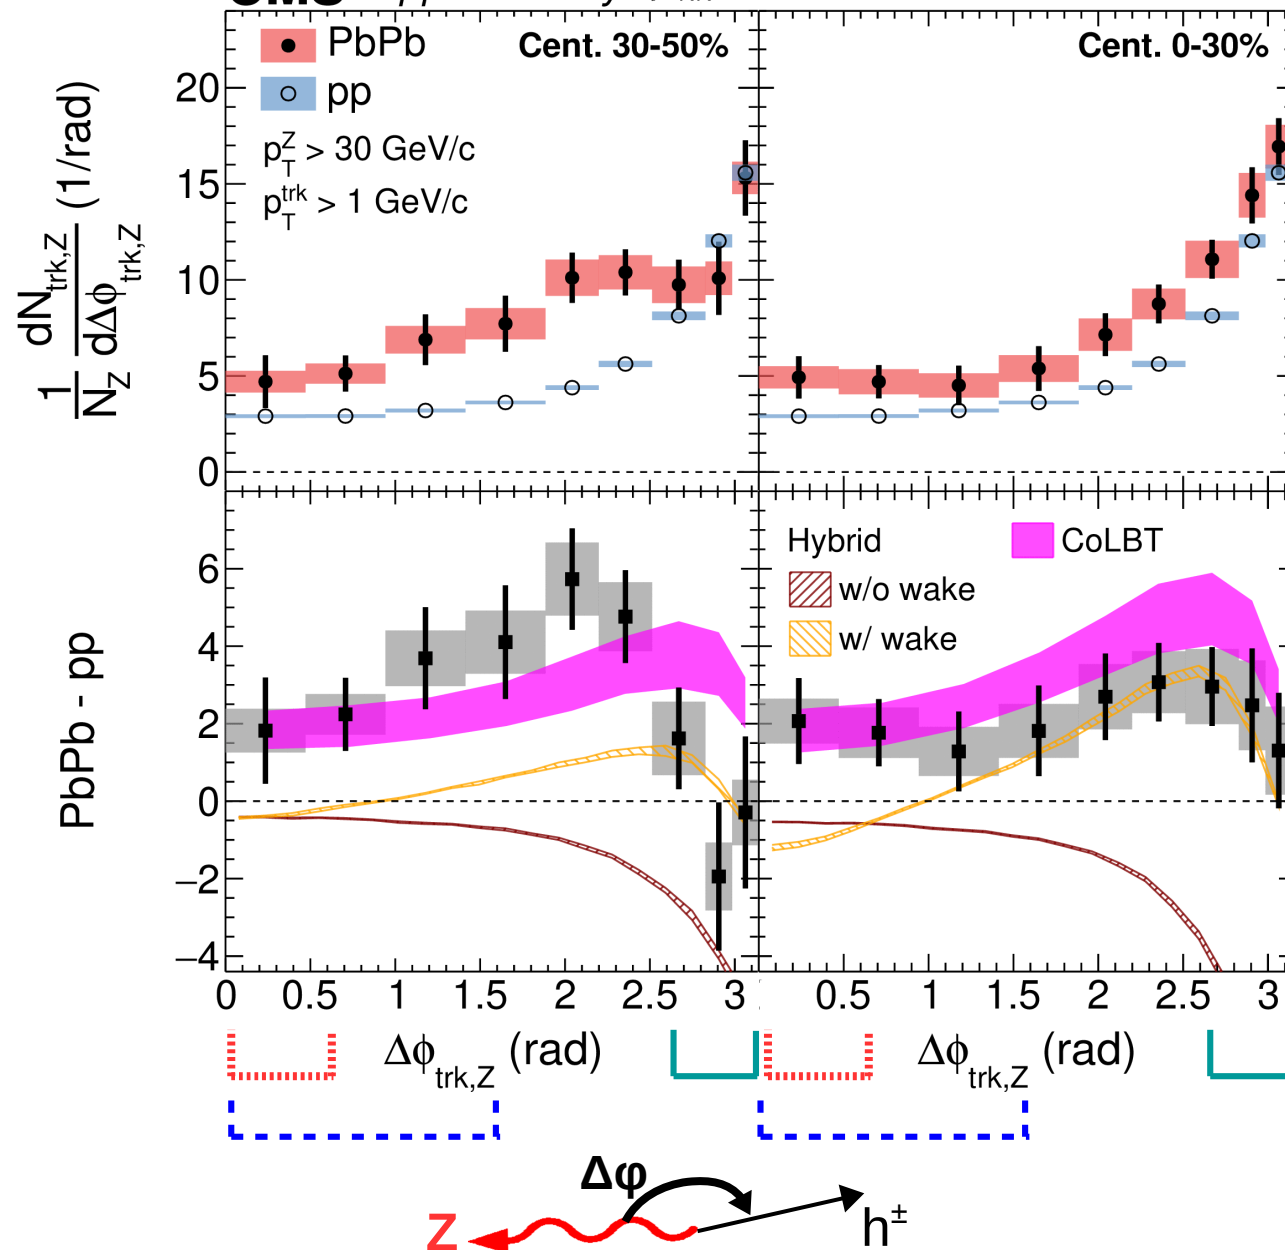 PbPb
pp
p_T^Z > 30 GeV/c
p_T^trk > 1 GeV/c
Cent. 30-50%
Cent. 0-30%
1/N_Z dN_trk,Z/dΔϕ_trk,Z (1/rad)
20
15
10
5
0
Hybrid
w/o wake
w/ wake
CoLBT
PbPb - pp
6
4
2
0
−2
−4
0 0.5 1 1.5 2 2.5 3
0.5 1 1.5 2 2.5 3
Δϕ_trk,Z (rad)
Δϕ_trk,Z (rad)
Δφ
Z
h±